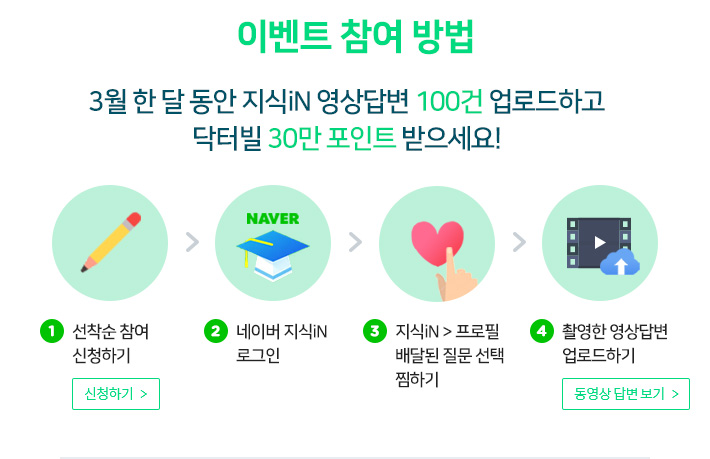 이벤트 참여 방법
3월 한 달 동안 지식iN 영상답변 100건 업로드하고
닥터빌 30만 포인트 받으세요!
NAVER
1 선착순 참여
신청하기
신청하기 >
2 네이버 지식iN
로그인
3 지식iN > 프로필
배달된 질문 선택
찜하기
4 촬영한 영상답변
업로드하기
동영상 답변 보기 >